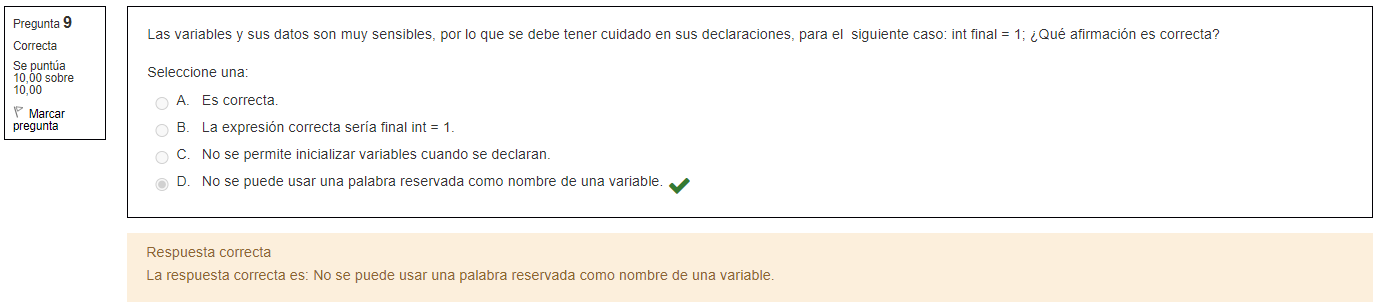 Pregunta 9
Correcta
Se puntúa
10,00 sobre
10,00
Marcar
pregunta
Las variables y sus datos son muy sensibles, por lo que se debe tener cuidado en sus declaraciones, para el siguiente caso: int final = 1; ¿Qué afirmación es correcta?
Seleccione una:
A. Es correcta.
B. La expresión correcta sería final int = 1.
C. No se permite inicializar variables cuando se declaran.
D. No se puede usar una palabra reservada como nombre de una variable.
Respuesta correcta
La respuesta correcta es: No se puede usar una palabra reservada como nombre de una variable.